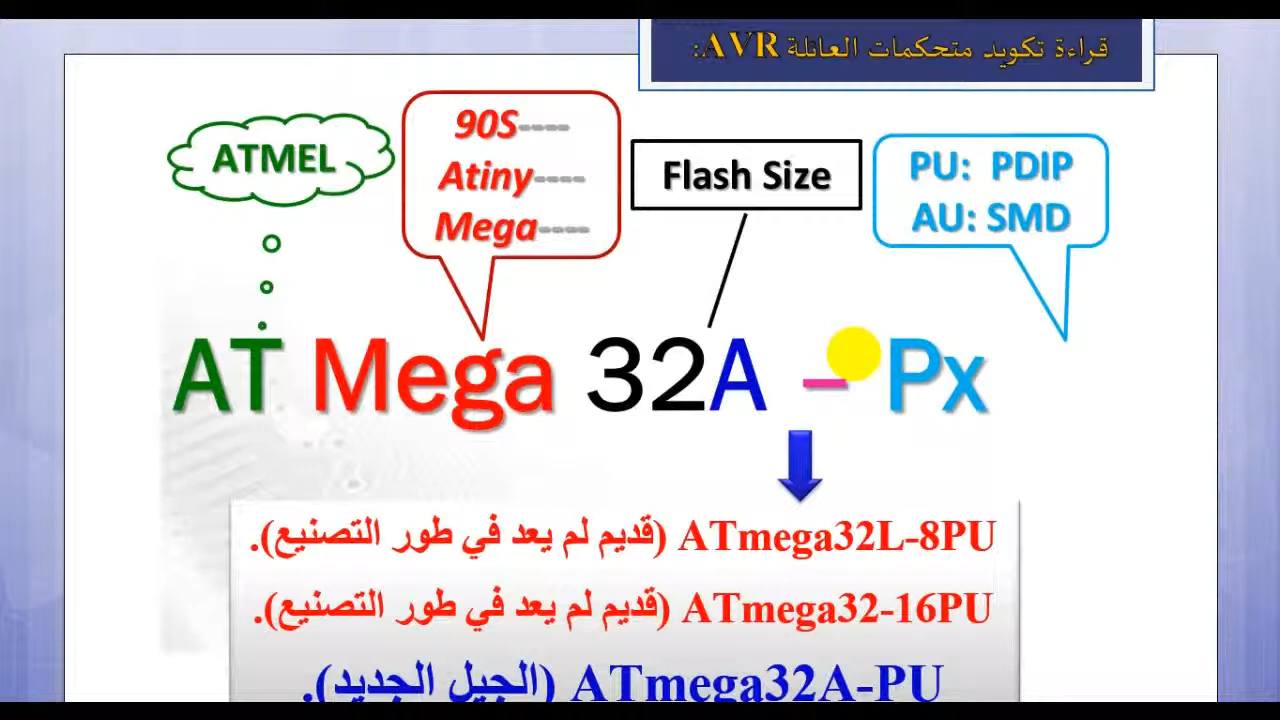 قراءة تكويد متحكمات العائلة AVR:
ATMEL
90S----
Atiny----
Mega----
Flash Size
PU: PDIP
AU: SMD
AT Mega 32A – Px
ATmega32L-8PU (قديم لم يعد في طور التصنيع).
ATmega32-16PU (قديم لم يعد في طور التصنيع).
ATmega32A-PU (الجيل الجديد).